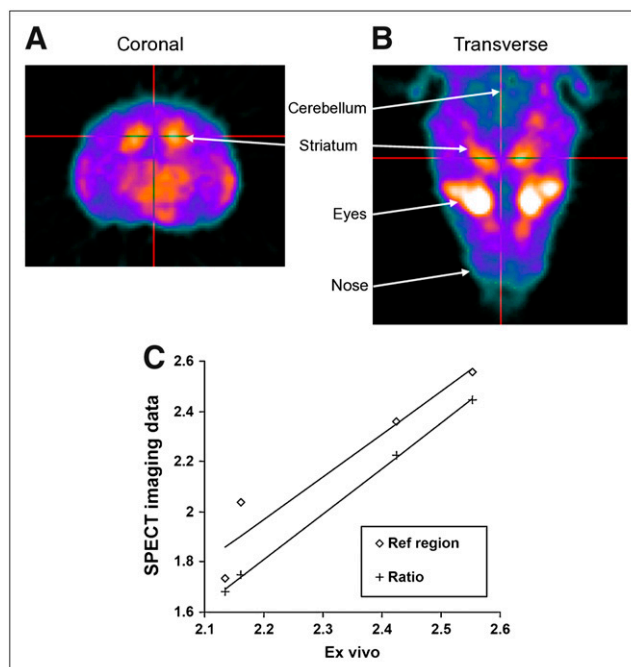 A
Coronal
B
Transverse
Cerebellum
Striatum
Eyes
Nose
C
SPECT imaging data
2.6
2.4
2.2
2
1.8
1.6
2.1
2.2
2.3
2.4
2.5
2.6
Ref region
Ratio
Ex vivo